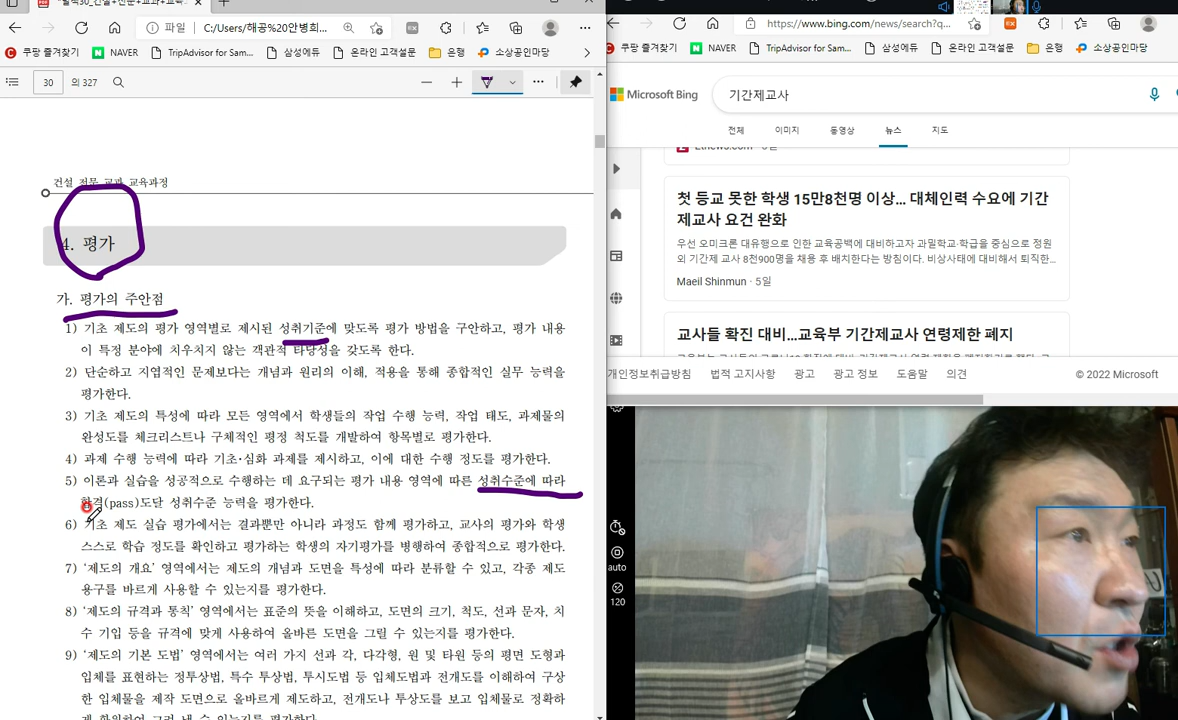 파일
C:/Users/해공%20안병희...
쿠팡 즐겨찾기
NAVER
TripAdvisor for Sam...
삼성에듀
온라인 고객설문
은행
소상공인마당
30
의 327
건설 전문 교과 교육과정
4. 평가
가. 평가의 주안점
1) 기초 제도의 평가 영역별로 제시된 성취기준에 맞도록 평가 방법을 구안하고, 평가 내용
이 특정 분야에 치우치지 않는 객관적 타당성을 갖도록 한다.
2) 단순하고 지엽적인 문제보다는 개념과 원리의 이해, 적용을 통해 종합적인 실무 능력을
평가한다.
3) 기초 제도의 특성에 따라 모든 영역에서 학생들의 작업 수행 능력, 작업 태도, 과제물의
완성도를 체크리스트나 구체적인 평정 척도를 개발하여 항목별로 평가한다.
4) 과제 수행 능력에 따라 기초·심화 과제를 제시하고, 이에 대한 수행 정도를 평가한다.
5) 이론과 실습을 성공적으로 수행하는 데 요구되는 평가 내용 영역에 따른 성취수준에 따라
합격(pass)도달 성취수준 능력을 평가한다.
6) 기초 제도 실습 평가에서는 결과뿐만 아니라 과정도 함께 평가하고, 교사의 평가와 학생
스스로 학습 정도를 확인하고 평가하는 학생의 자기평가를 병행하여 종합적으로 평가한다.
7) '제도의 개요' 영역에서는 제도의 개념과 도면을 특성에 따라 분류할 수 있고, 각종 제도
용구를 바르게 사용할 수 있는지를 평가한다.
8) '제도의 규격과 통칙' 영역에서는 표준의 뜻을 이해하고, 도면의 크기, 척도, 선과 문자, 치
수 기입 등을 규격에 맞게 사용하여 올바른 도면을 그릴 수 있는지를 평가한다.
9) '제도의 기본 도법' 영역에서는 여러 가지 선과 각, 다각형, 원 및 타원 등의 평면 도형과
입체를 표현하는 정투상법, 특수 투상법, 투시도법 등 입체도법과 전개도를 이해하여 구상
한 입체물을 제작 도면으로 올바르게 제도하고, 전개도나 투상도를 보고 입체물로 정확하
https://www.bing.com/news/search?q...
쿠팡 즐겨찾기
NAVER
TripAdvisor for Sam...
삼성에듀
온라인 고객설문
은행
소상공인마당
Microsoft Bing
기간제교사
전체
이미지
동영상
뉴스
지도
첫 등교 못한 학생 15만8천명 이상... 대체인력 수요에 기간
제교사 요건 완화
우선 오미크론 대유행으로 인한 교육공백에 대비하고자 과밀학교·학급을 중심으로 정원
외 기간제 교사 8천900명을 채용 후 배치한다는 방침이다. 비상사태에 대비해서 퇴직한...
Maeil Shinmun · 5일
교사들 확진 대비...교육부 기간제교사 연령제한 폐지
개인정보취급방침
법적 고지사항
광고
광고 정보
도움말
의견
© 2022 Microsoft
auto
120